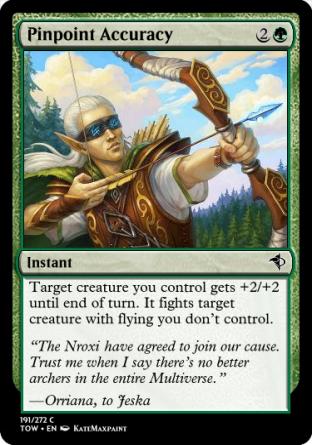 Pinpoint Accuracy 2
Instant
Target creature you control gets +2/+2
until end of turn. It fights target
creature with flying you don't control.
"The Nroxi have agreed to join our cause.
Trust me when I say there's no better
archers in the entire Multiverse."
—Orriana, to Jeska
191/272 C
TOW • EN KateMaxpaint